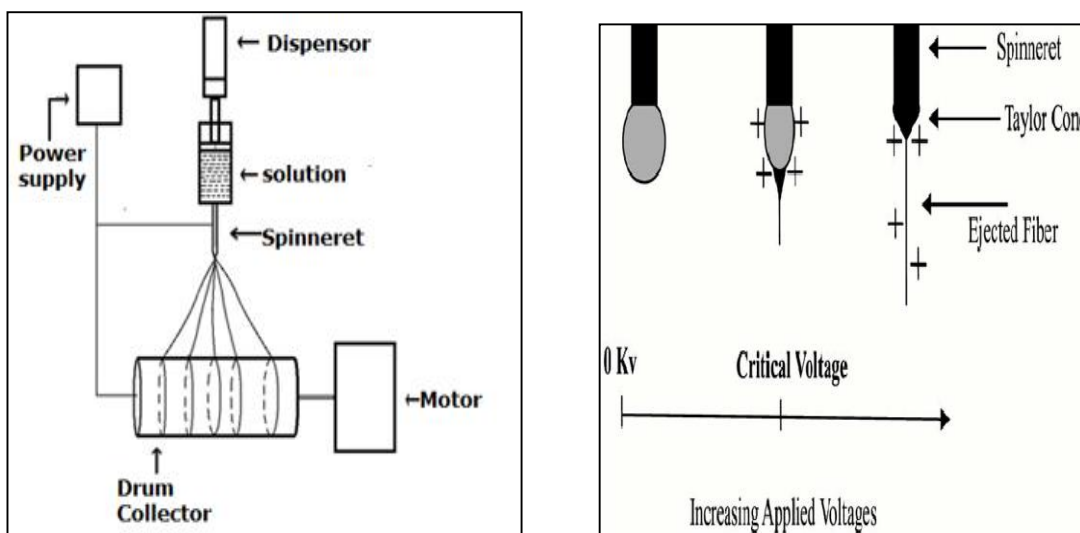 Dispensor
Power
supply
solution
Spinneret
Motor
Drum
Collector
Spinneret
Taylor Con
Ejected Fiber
0 Kv
Critical Voltage
Increasing Applied Voltages